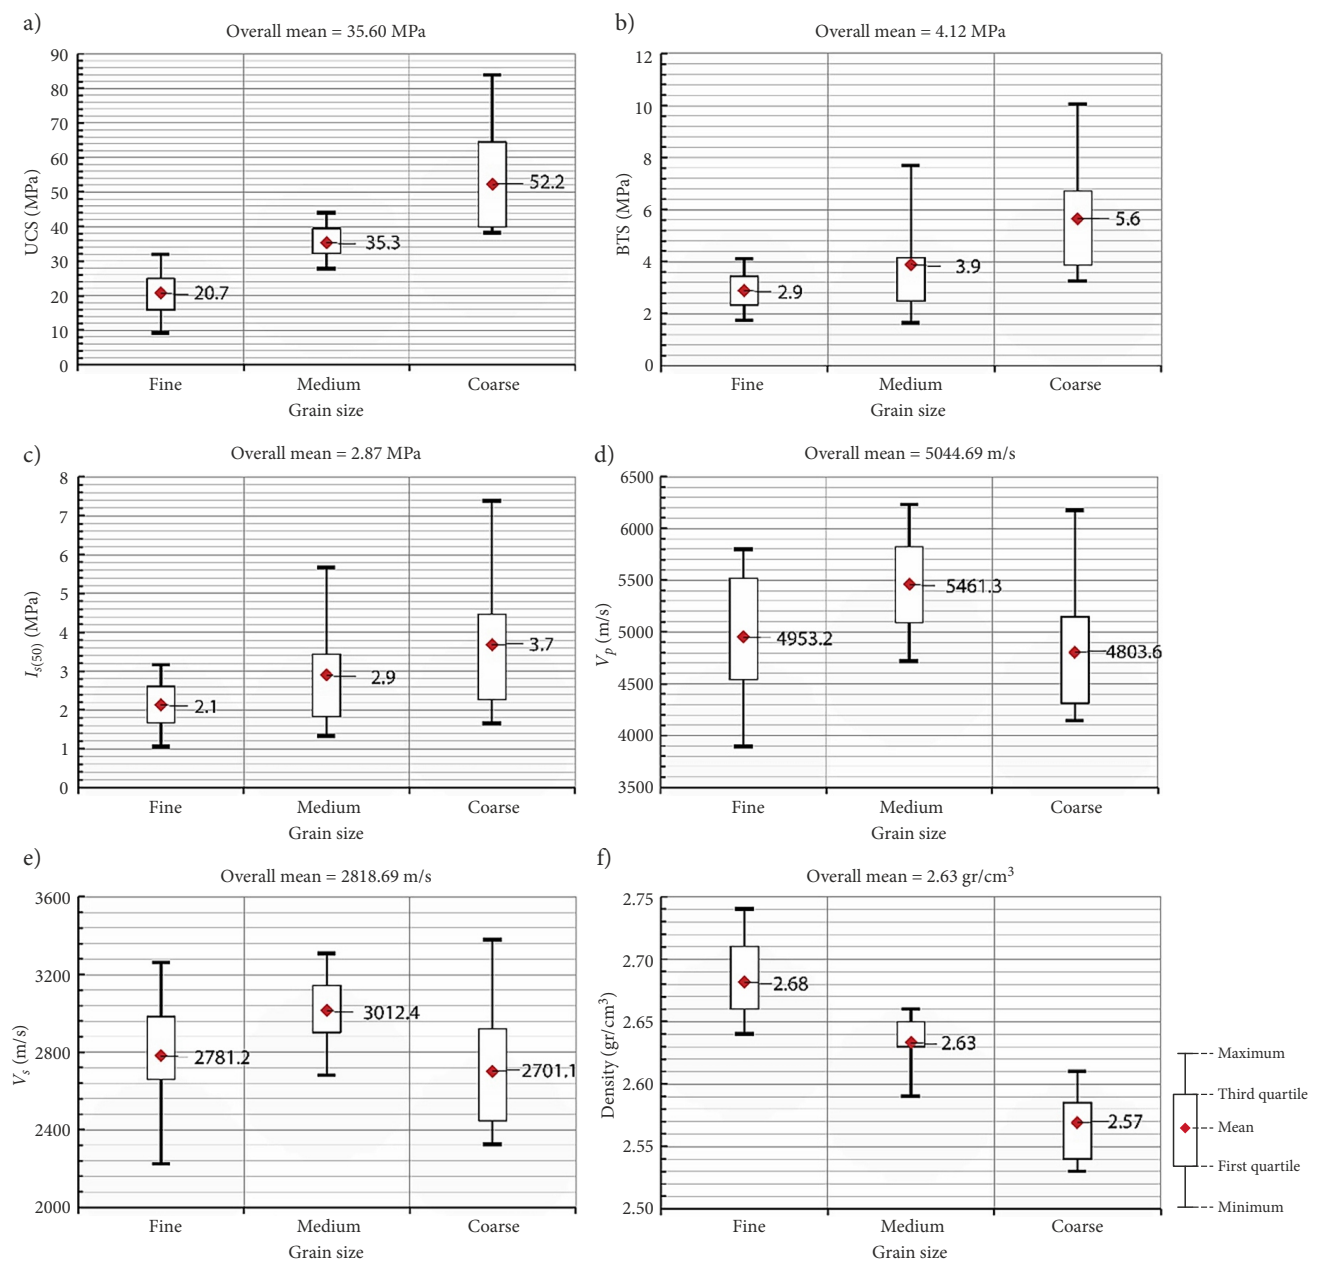 a)
Overall mean = 35.60 MPa
UCS (MPa)
90
80
70
60
50
40
30
20
10
0
20.7
35.3
52.2
Fine Medium Coarse
Grain size
b)
Overall mean = 4.12 MPa
BTS (MPa)
12
10
8
6
4
2
0
2.9
3.9
5.6
Fine Medium Coarse
Grain size
c)
Overall mean = 2.87 MPa
Is(50) (MPa)
8
7
6
5
4
3
2
1
0
2.1
2.9
3.7
Fine Medium Coarse
Grain size
d)
Overall mean = 5044.69 m/s
Vp (m/s)
6500
6000
5500
5000
4500
4000
3500
4953.2
5461.3
4803.6
Fine Medium Coarse
Grain size
e)
Overall mean = 2818.69 m/s
Vs (m/s)
3600
3200
2800
2400
2000
2781.2
3012.4
2701.1
Fine Medium Coarse
Grain size
f)
Overall mean = 2.63 gr/cm³
Density (gr/cm³)
2.75
2.70
2.65
2.60
2.55
2.50
2.68
2.63
2.57
Fine Medium Coarse
Grain size
Maximum
Third quartile
Mean
First quartile
Minimum